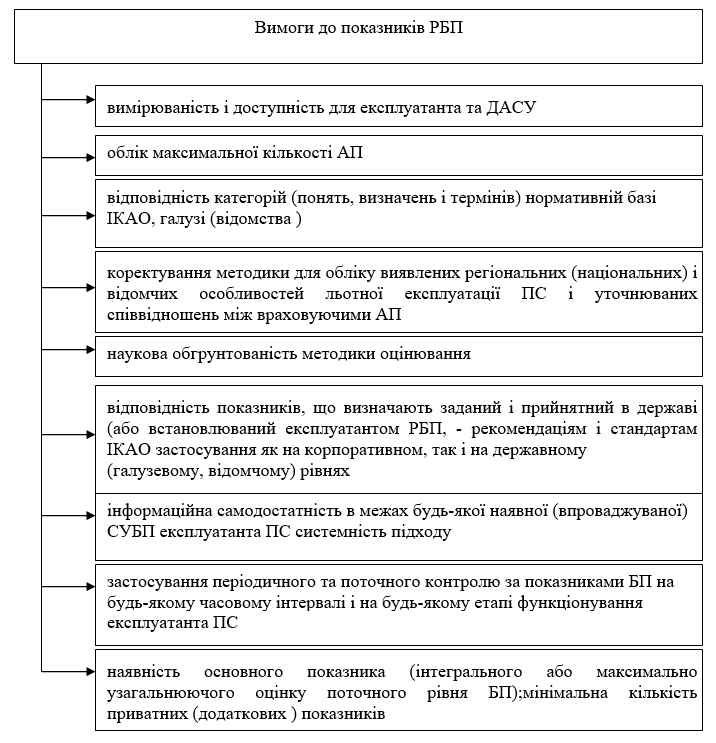 Вимоги до показників РБП
вимірюваність і доступність для експлуатанта та ДАСУ
облік максимальної кількості АП
відповідність категорій (понять, визначень і термінів) нормативній базі
ІКАО, галузі (відомства )
коректування методики для обліку виявлених регіональних (національних) і
відомчих особливостей льотної експлуатації ПС і уточнюваних
співвідношень між враховуючими АП
наукова обгрунтованість методики оцінювання
відповідність показників, що визначають заданий і прийнятний в державі
(або встановлюваний експлуатантом РБП, - рекомендаціям і стандартам
ІКАО застосування як на корпоративном, так і на державному
(галузевому, відомчому) рівнях
інформаційна самодостатність в межах будь-якої наявної (впроваджуваної)
СУБП експлуатанта ПС системність підходу
застосування періодичного та поточного контролю за показниками БП на
будь-якому часовому інтервалі і на будь-якому етапі функціонування
експлуатанта ПС
наявність основного показника (інтегрального або максимально
узагальнюючого оцінку поточного рівня БП);мінімальна кількість
приватних (додаткових ) показників